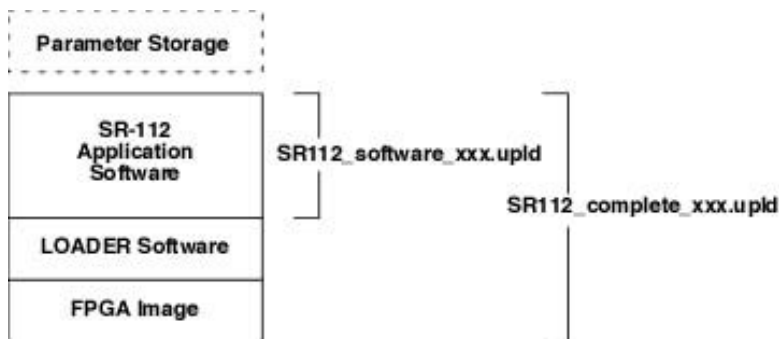 Parameter Storage
SR-112
Application
Software
SR112_software_xxx.upld
SR112_complete_xxx.upld
LOADER Software
FPGA Image